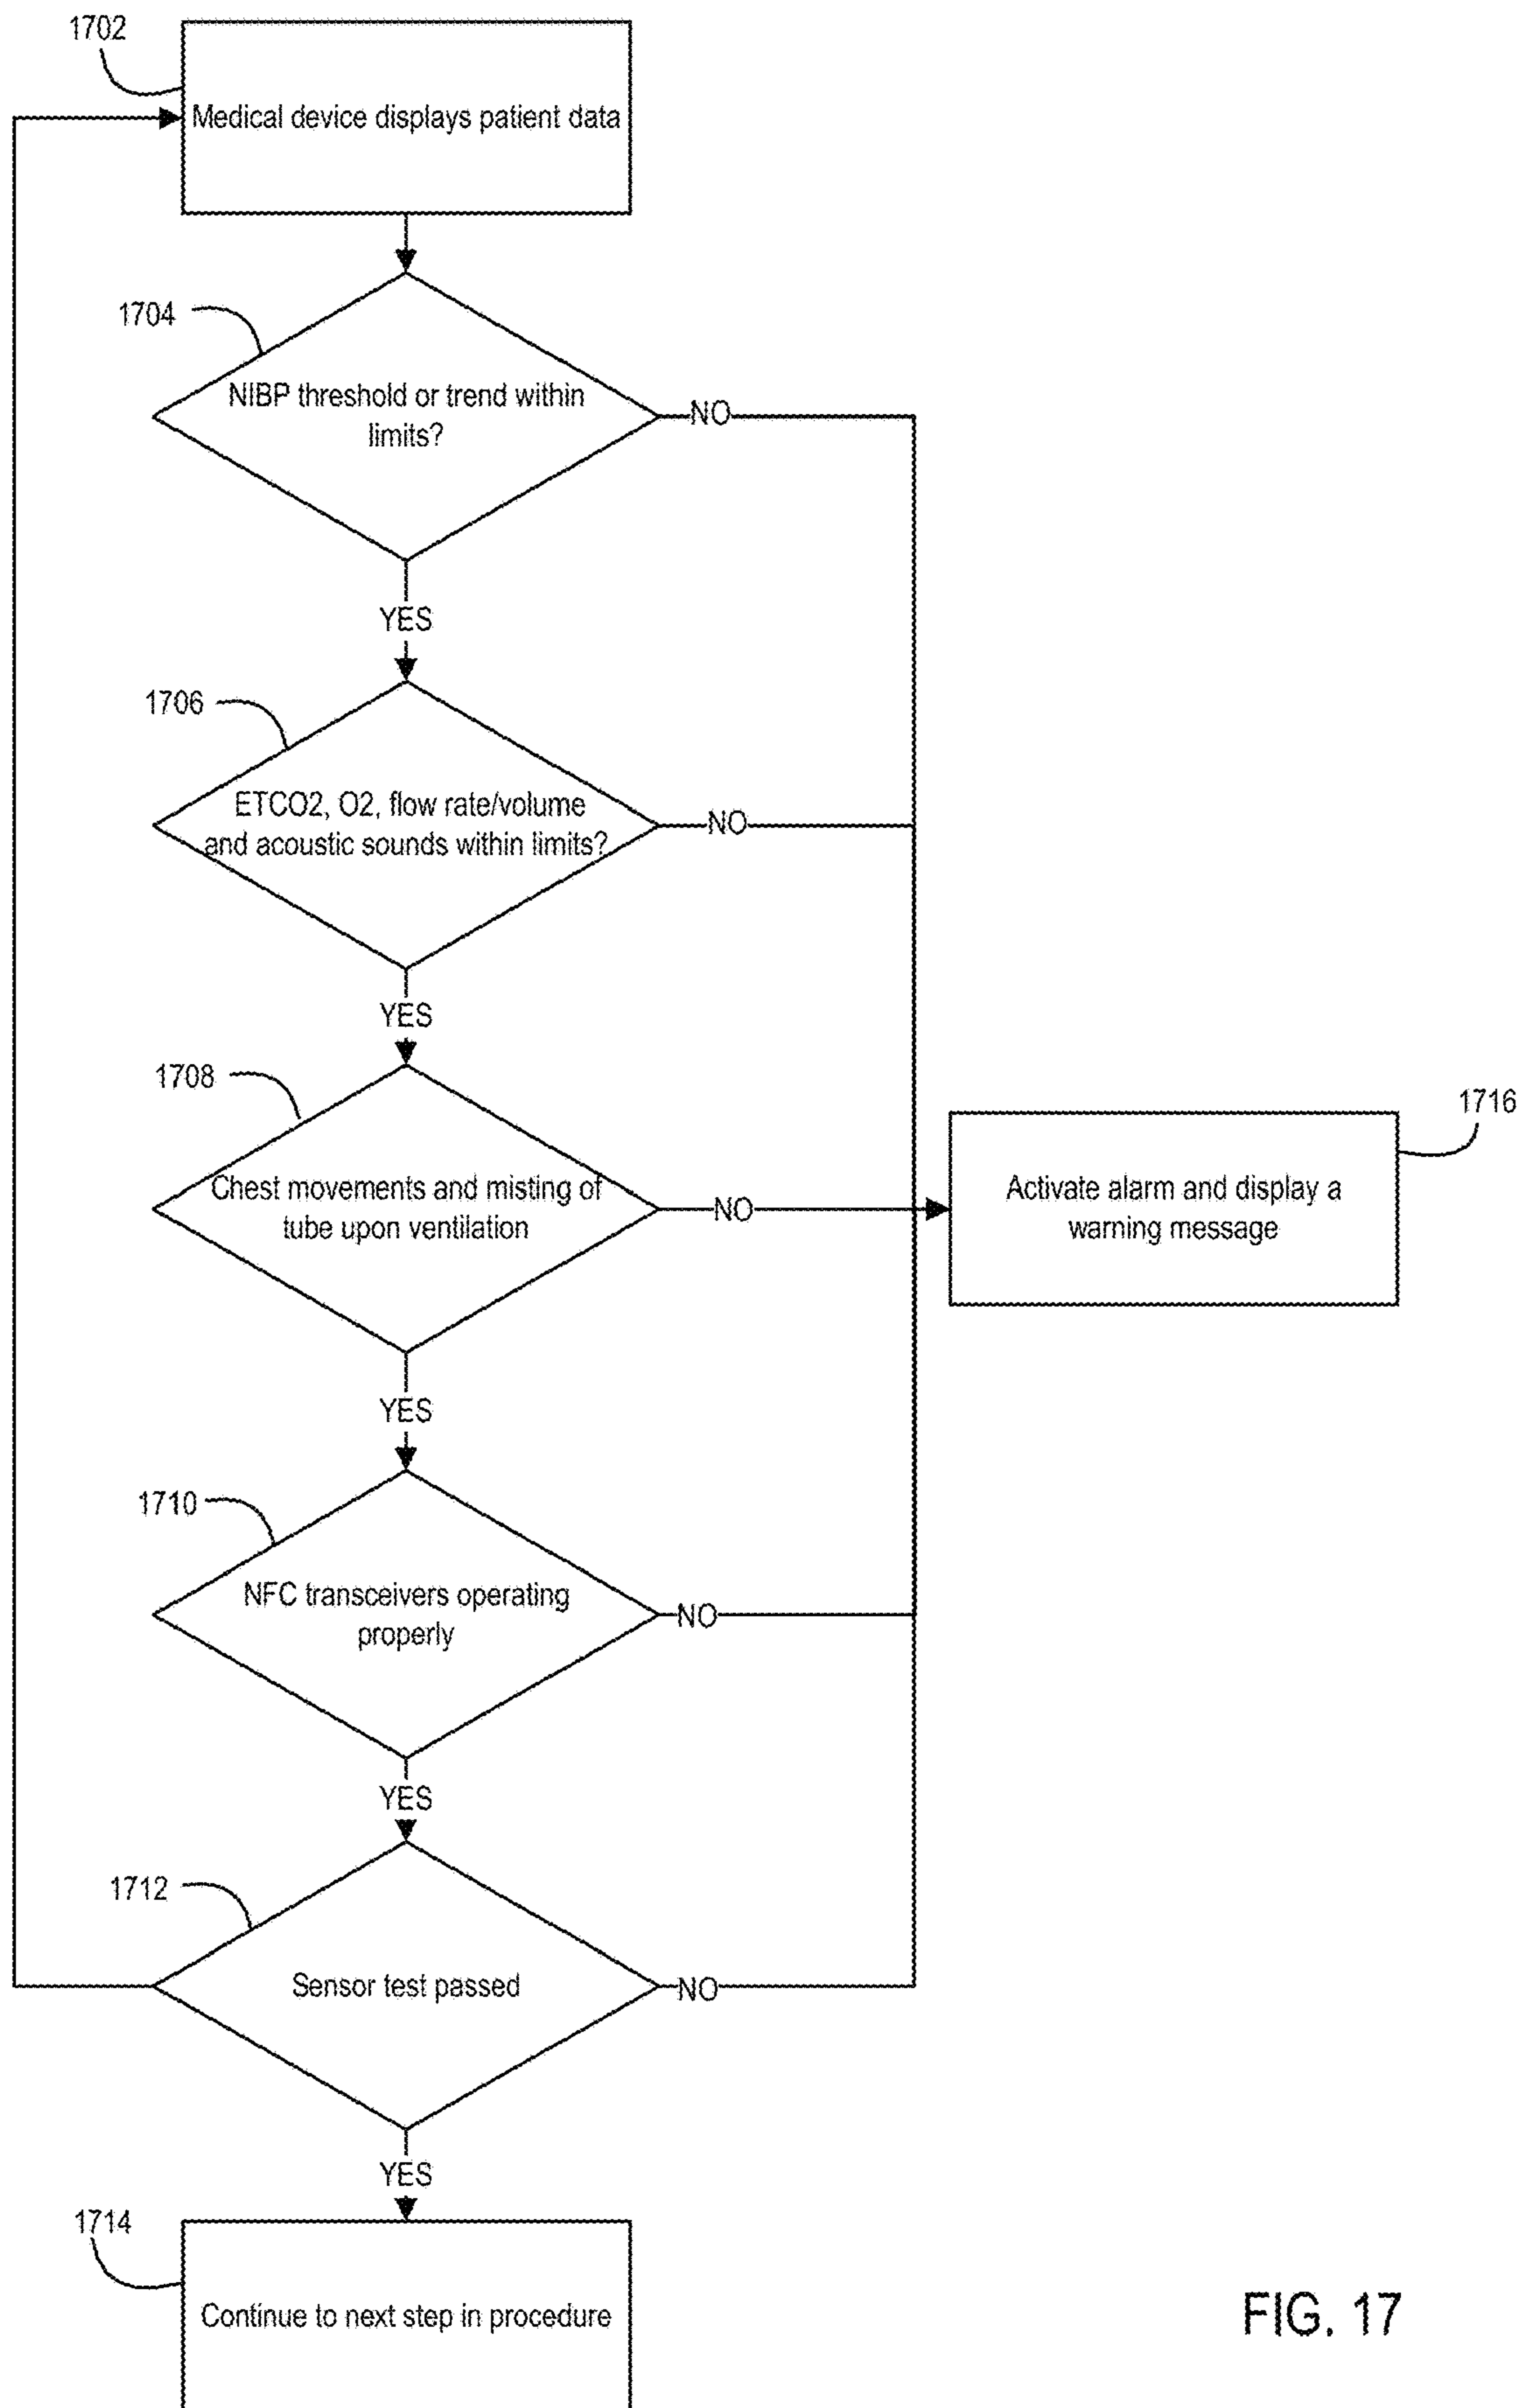 1702
Medical device displays patient data
1704
NIBP threshold or trend within
limits?
NO
YES
1706
ETCO2, O2, flow rate/volume
and acoustic sounds within limits?
NO
YES
1708
Chest movements and misting of
tube upon ventilation
NO
1716
Activate alarm and display a
warning message
YES
1710
NFC transceivers operating
properly
NO
YES
1712
Sensor test passed
NO
YES
1714
Continue to next step in procedure
FIG. 17